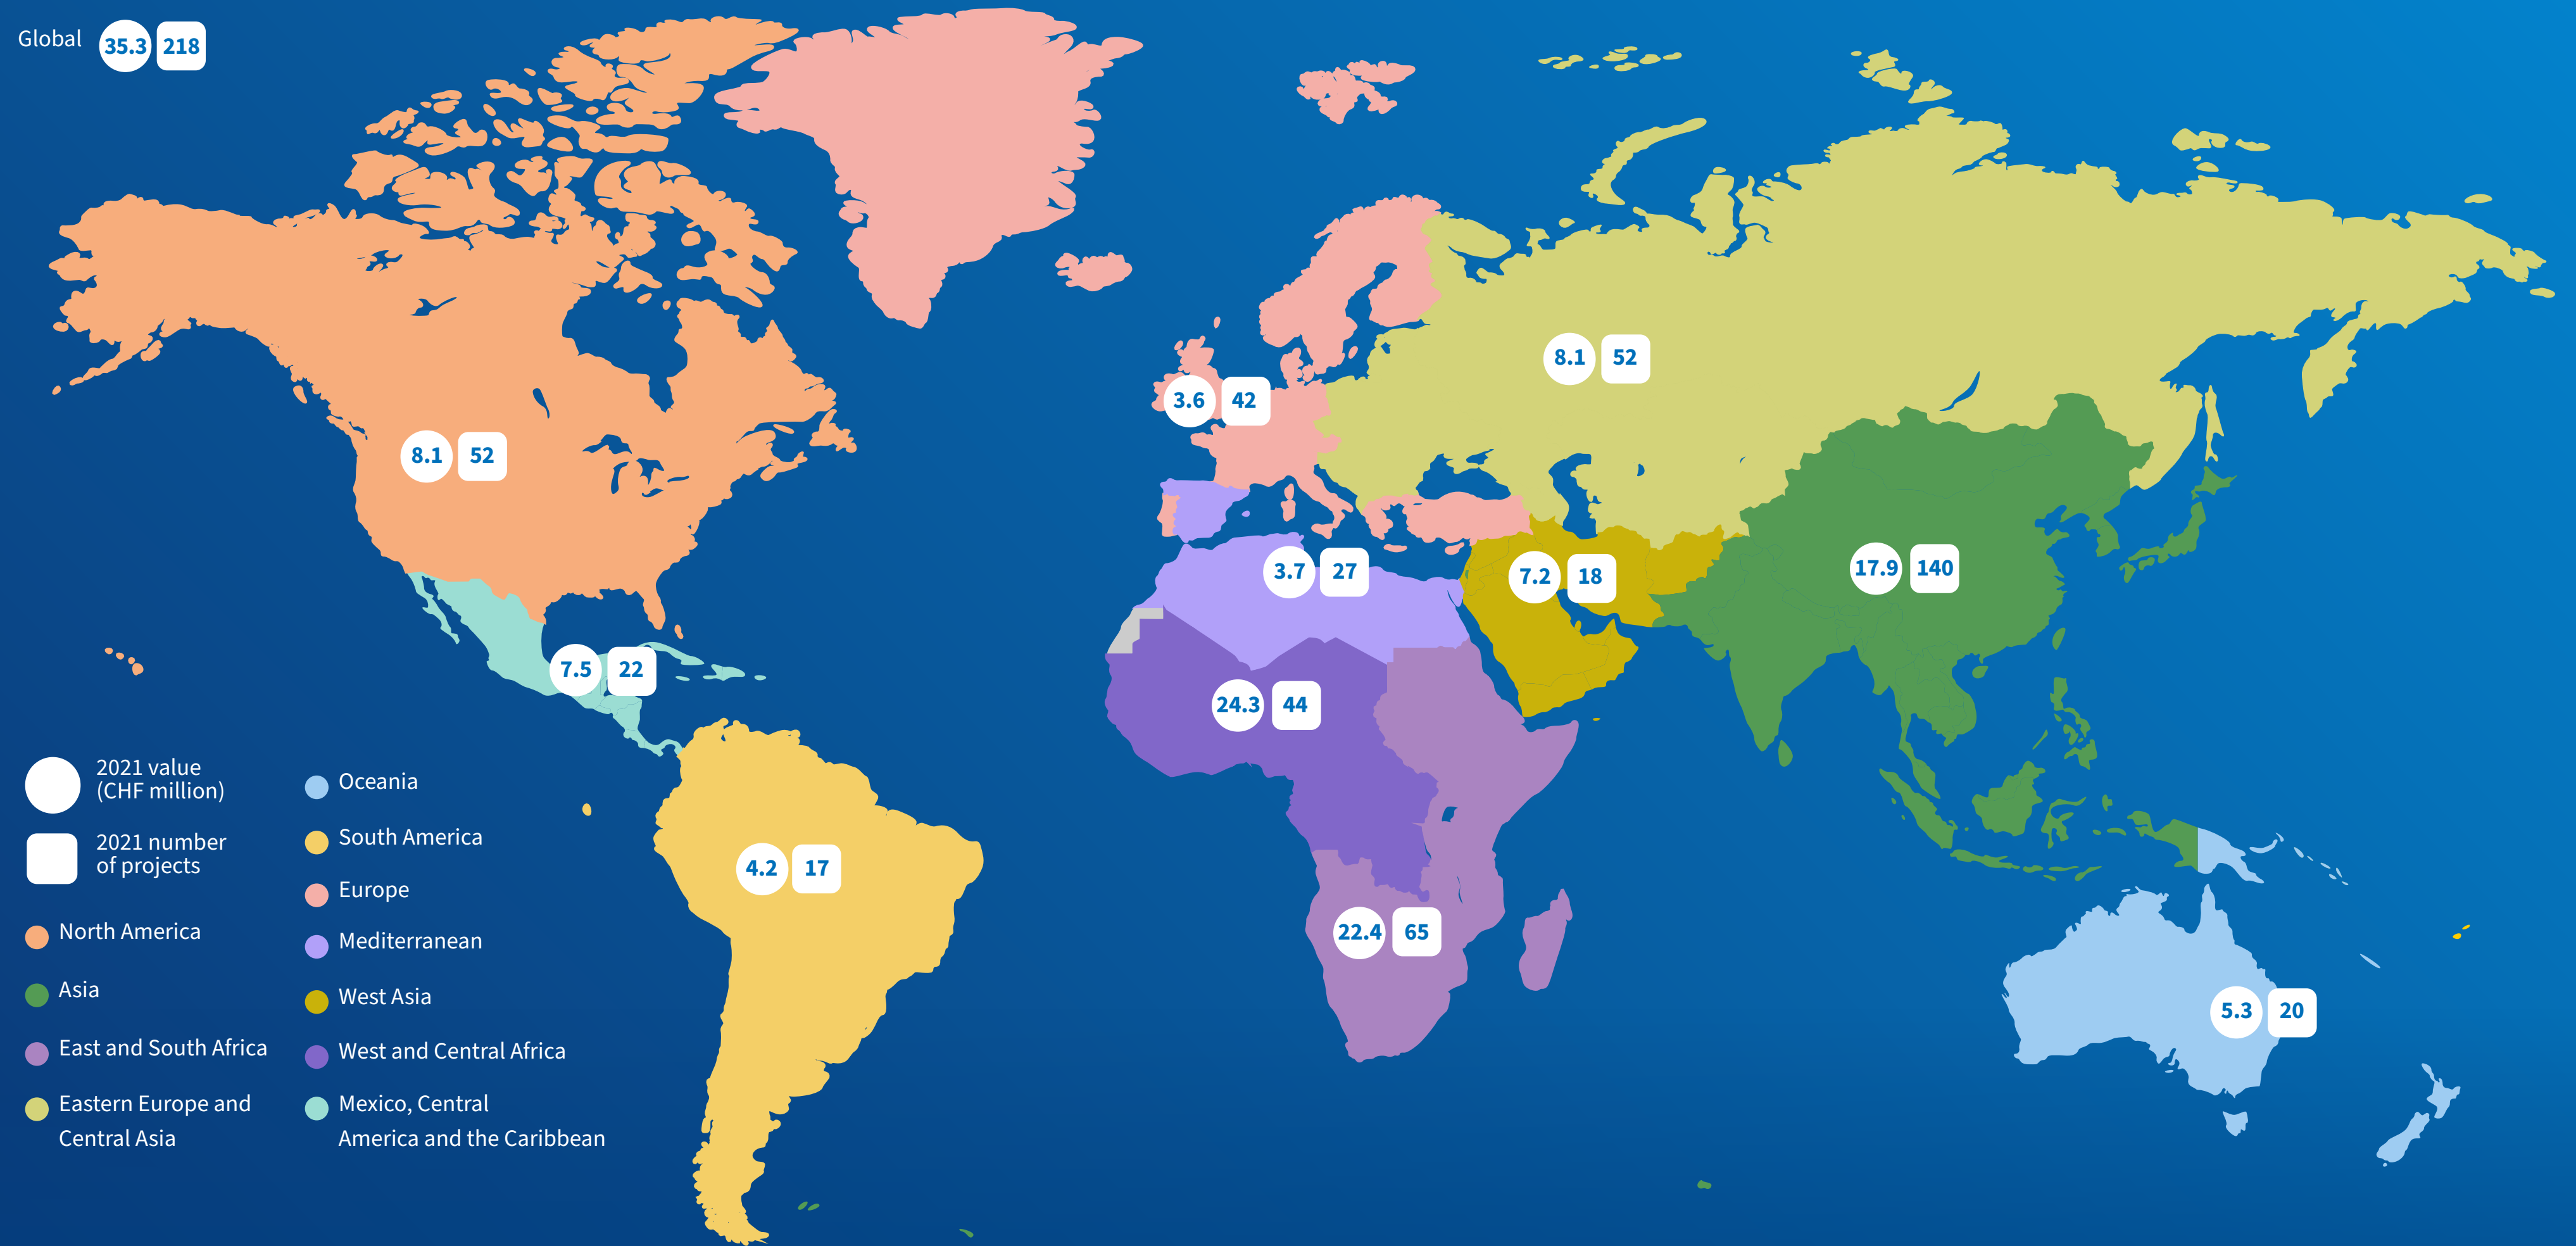 Global 35.3 218
8.1 52
3.6 42
8.1 52
3.7 27
7.2 18
17.9 140
7.5 22
24.3 44
4.2 17
22.4 65
5.3 20
2021 value
(CHF million)
2021 number
of projects
North America
Asia
East and South Africa
Eastern Europe and
Central Asia
Oceania
South America
Europe
Mediterranean
West Asia
West and Central Africa
Mexico, Central
America and the Caribbean